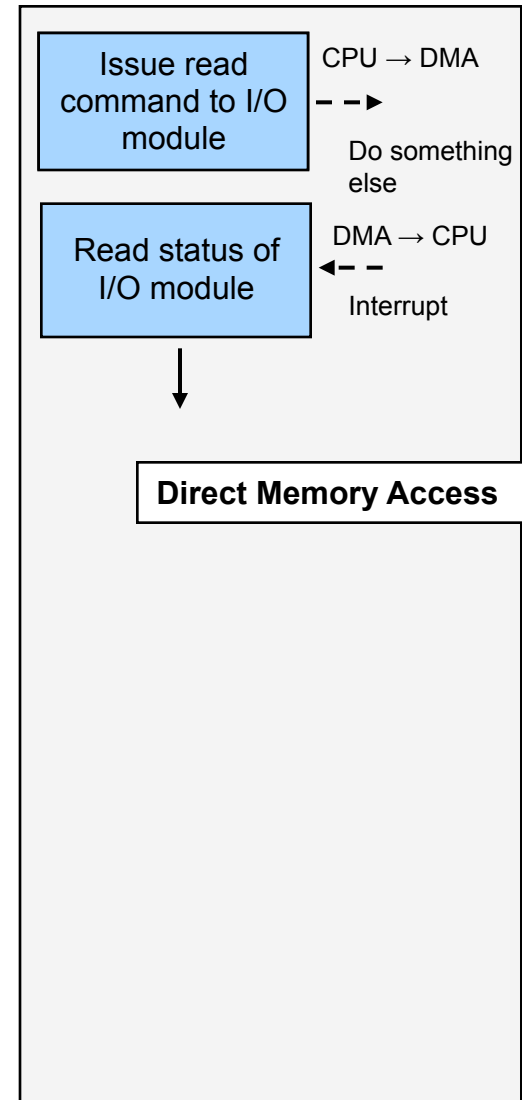 Issue read
command to I/O
module
CPU → DMA
Do something
else
Read status of
I/O module
DMA → CPU
Interrupt
Direct Memory Access